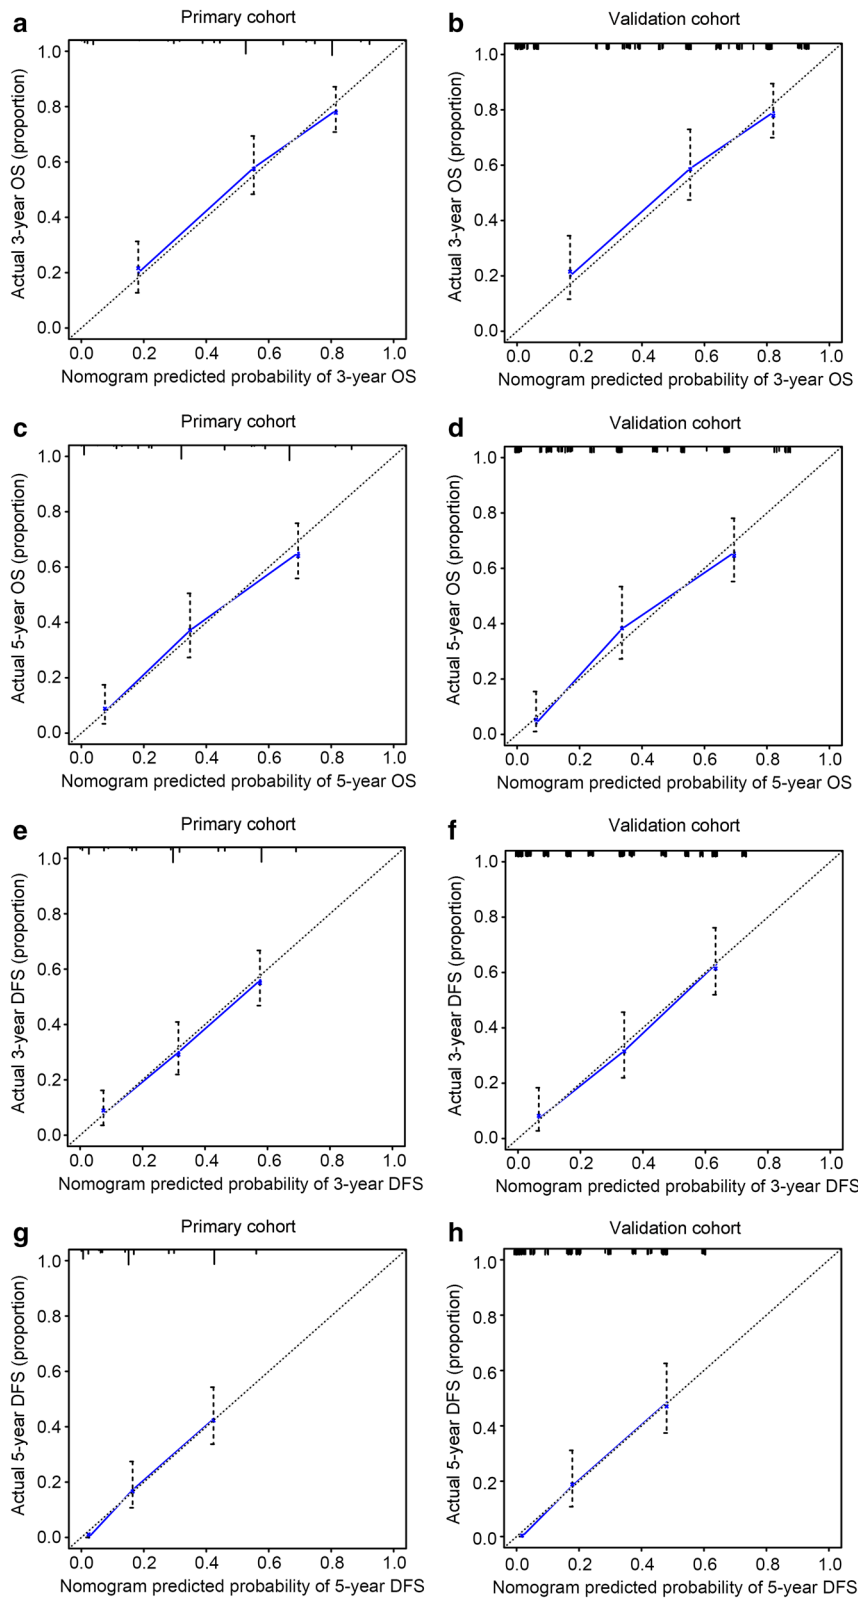 a
Primary cohort
Actual 3-year OS (proportion)
1.0
0.8
0.6
0.4
0.2
0.0
0.0 0.2 0.4 0.6 0.8 1.0
Nomogram predicted probability of 3-year OS
b
Validation cohort
Actual 3-year OS (proportion)
1.0
0.8
0.6
0.4
0.2
0.0
0.0 0.2 0.4 0.6 0.8 1.0
Nomogram predicted probability of 3-year OS
c
Primary cohort
Actual 5-year OS (proportion)
1.0
0.8
0.6
0.4
0.2
0.0
0.0 0.2 0.4 0.6 0.8 1.0
Nomogram predicted probability of 5-year OS
d
Validation cohort
Actual 5-year OS (proportion)
1.0
0.8
0.6
0.4
0.2
0.0
0.0 0.2 0.4 0.6 0.8 1.0
Nomogram predicted probability of 5-year OS
e
Primary cohort
Actual 3-year DFS (proportion)
1.0
0.8
0.6
0.4
0.2
0.0
0.0 0.2 0.4 0.6 0.8 1.0
Nomogram predicted probability of 3-year DFS
f
Validation cohort
Actual 3-year DFS (proportion)
1.0
0.8
0.6
0.4
0.2
0.0
0.0 0.2 0.4 0.6 0.8 1.0
Nomogram predicted probability of 3-year DFS
g
Primary cohort
Actual 5-year DFS (proportion)
1.0
0.8
0.6
0.4
0.2
0.0
0.0 0.2 0.4 0.6 0.8 1.0
Nomogram predicted probability of 5-year DFS
h
Validation cohort
Actual 5-year DFS (proportion)
1.0
0.8
0.6
0.4
0.2
0.0
0.0 0.2 0.4 0.6 0.8 1.0
Nomogram predicted probability of 5-year DFS